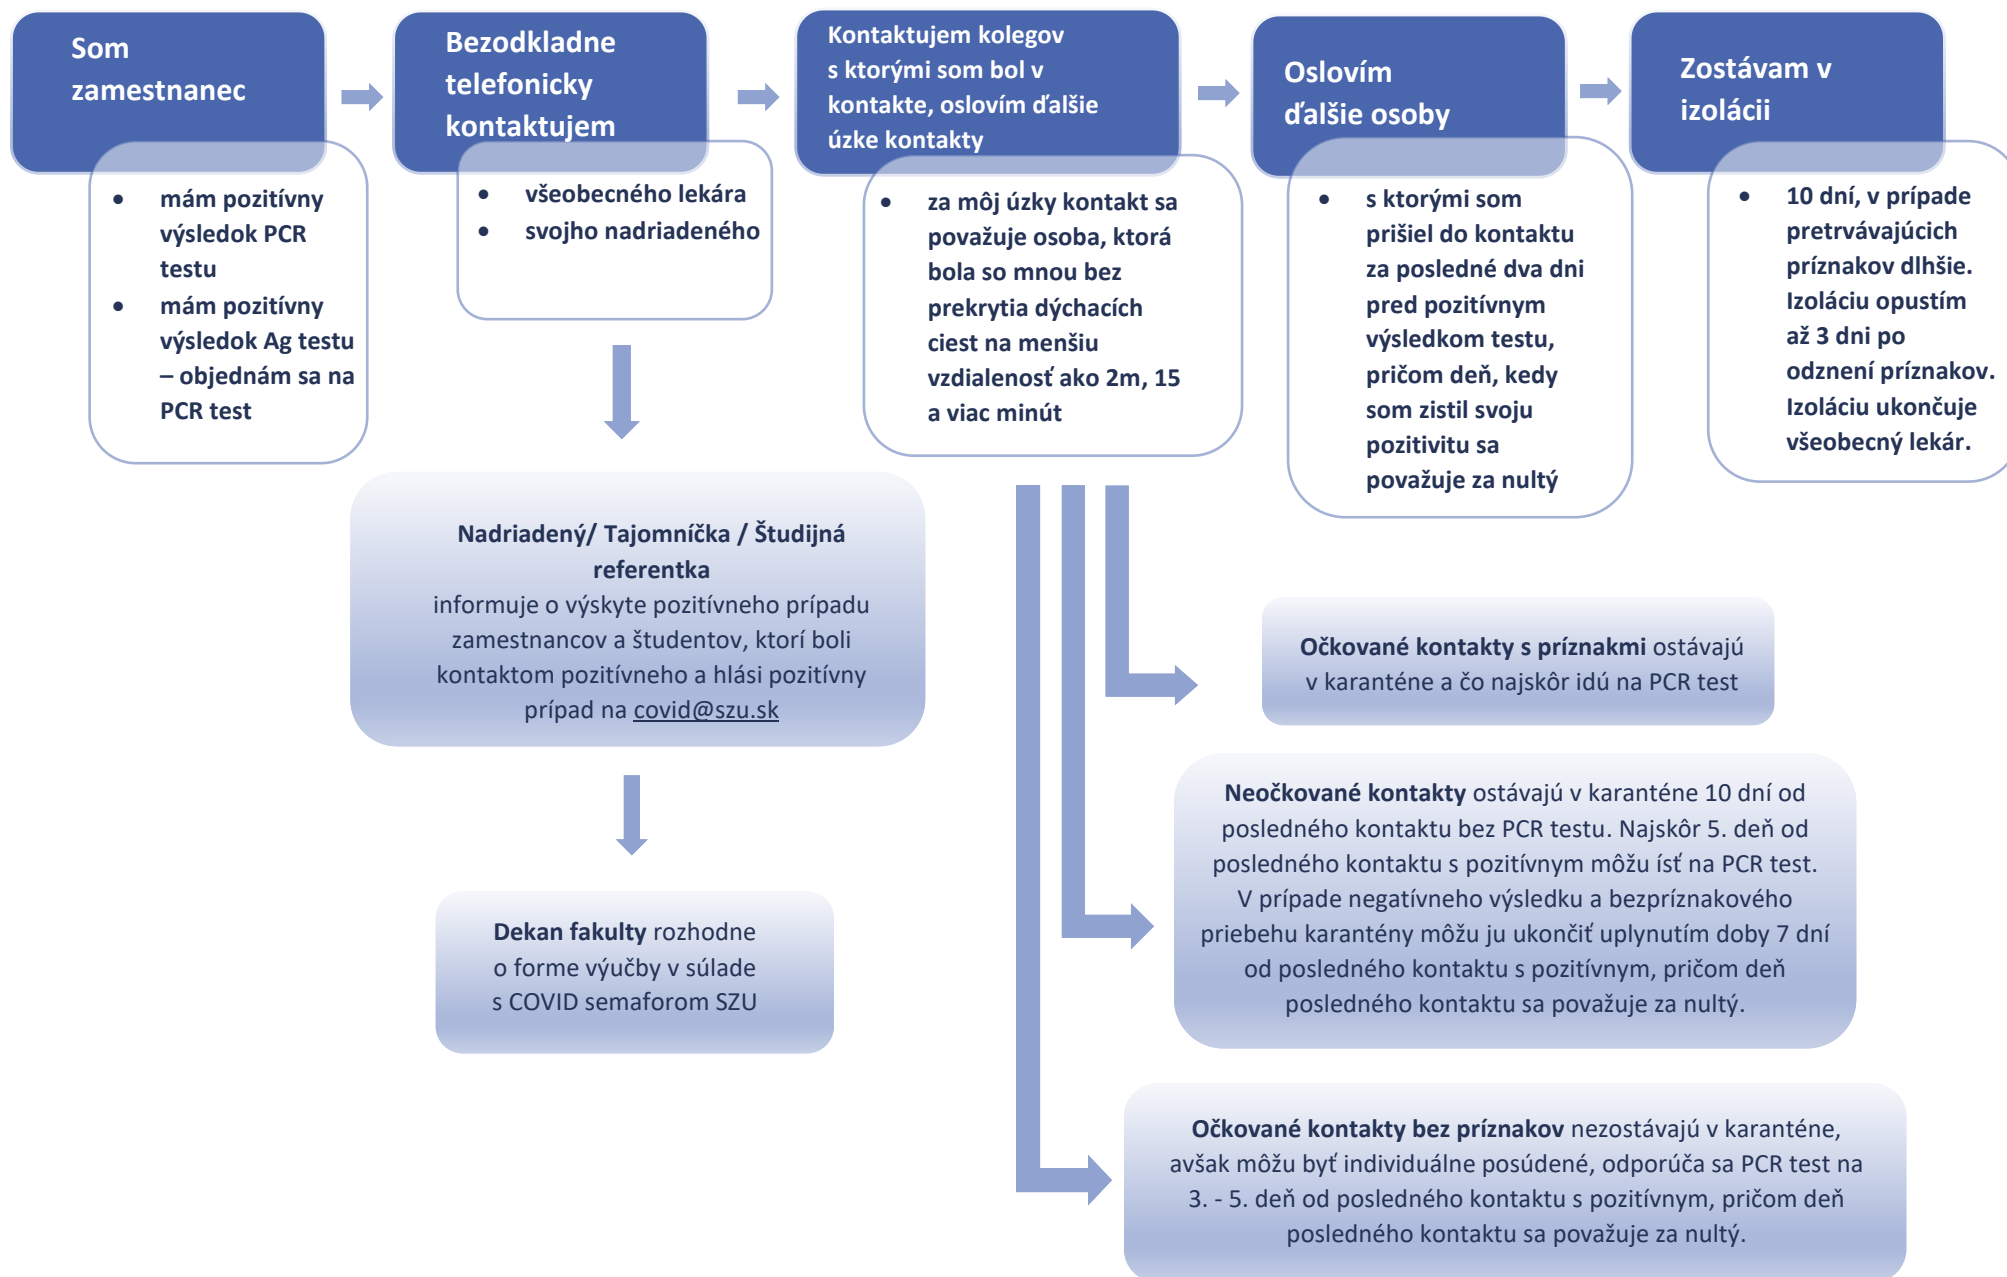 Som
zamestnanec
mám pozitívny
výsledok PCR
testu
mám pozitívny
výsledok Ag testu
– objednám sa na
PCR test
Bezodkladne
telefonicky
kontaktujem
všeobecného lekára
svojho nadriadeného
Kontaktujem kolegov
s ktorými som bol v
kontakte, oslovím ďalšie
úzke kontakty
za môj úzky kontakt sa
považuje osoba, ktorá
bola so mnou bez
prekrytia dýchacích
ciest na menšiu
vzdialenosť ako 2m, 15
a viac minút
Oslovím
ďalšie osoby
s ktorými som
prišiel do kontaktu
za posledné dva dni
pred pozitívnym
výsledkom testu,
pričom deň, kedy
som zistil svoju
pozitivitu sa
považuje za nultý
Zostávam v
izolácii
10 dní, v prípade
pretrvávajúcich
príznakov dlhšie.
Izoláciu opustím
až 3 dni po
odznení príznakov.
Izoláciu ukončuje
všeobecný lekár.
Nadriadený/ Tajomníčka / Študijná
referentka
informuje o výskyte pozitívneho prípadu
zamestnancov a študentov, ktorí boli
kontaktom pozitívneho a hlási pozitívny
prípad na covid@szu.sk
Dekan fakulty rozhodne
o forme výučby v súlade
s COVID semaforom SZU
Očkované kontakty s príznakmi ostávajú
v karanténe a čo najskôr idú na PCR test
Neočkované kontakty ostávajú v karanténe 10 dní od
posledného kontaktu bez PCR testu. Najskôr 5. deň od
posledného kontaktu s pozitívnym môžu ísť na PCR test.
V prípade negatívneho výsledku a bezpríznakového
priebehu karantény môžu ju ukončiť uplynutím doby 7 dní
od posledného kontaktu s pozitívnym, pričom deň
posledného kontaktu sa považuje za nultý.
Očkované kontakty bez príznakov nezostávajú v karanténe,
avšak môžu byť individuálne posúdené, odporúča sa PCR test na
3. - 5. deň od posledného kontaktu s pozitívnym, pričom deň
posledného kontaktu sa považuje za nultý.